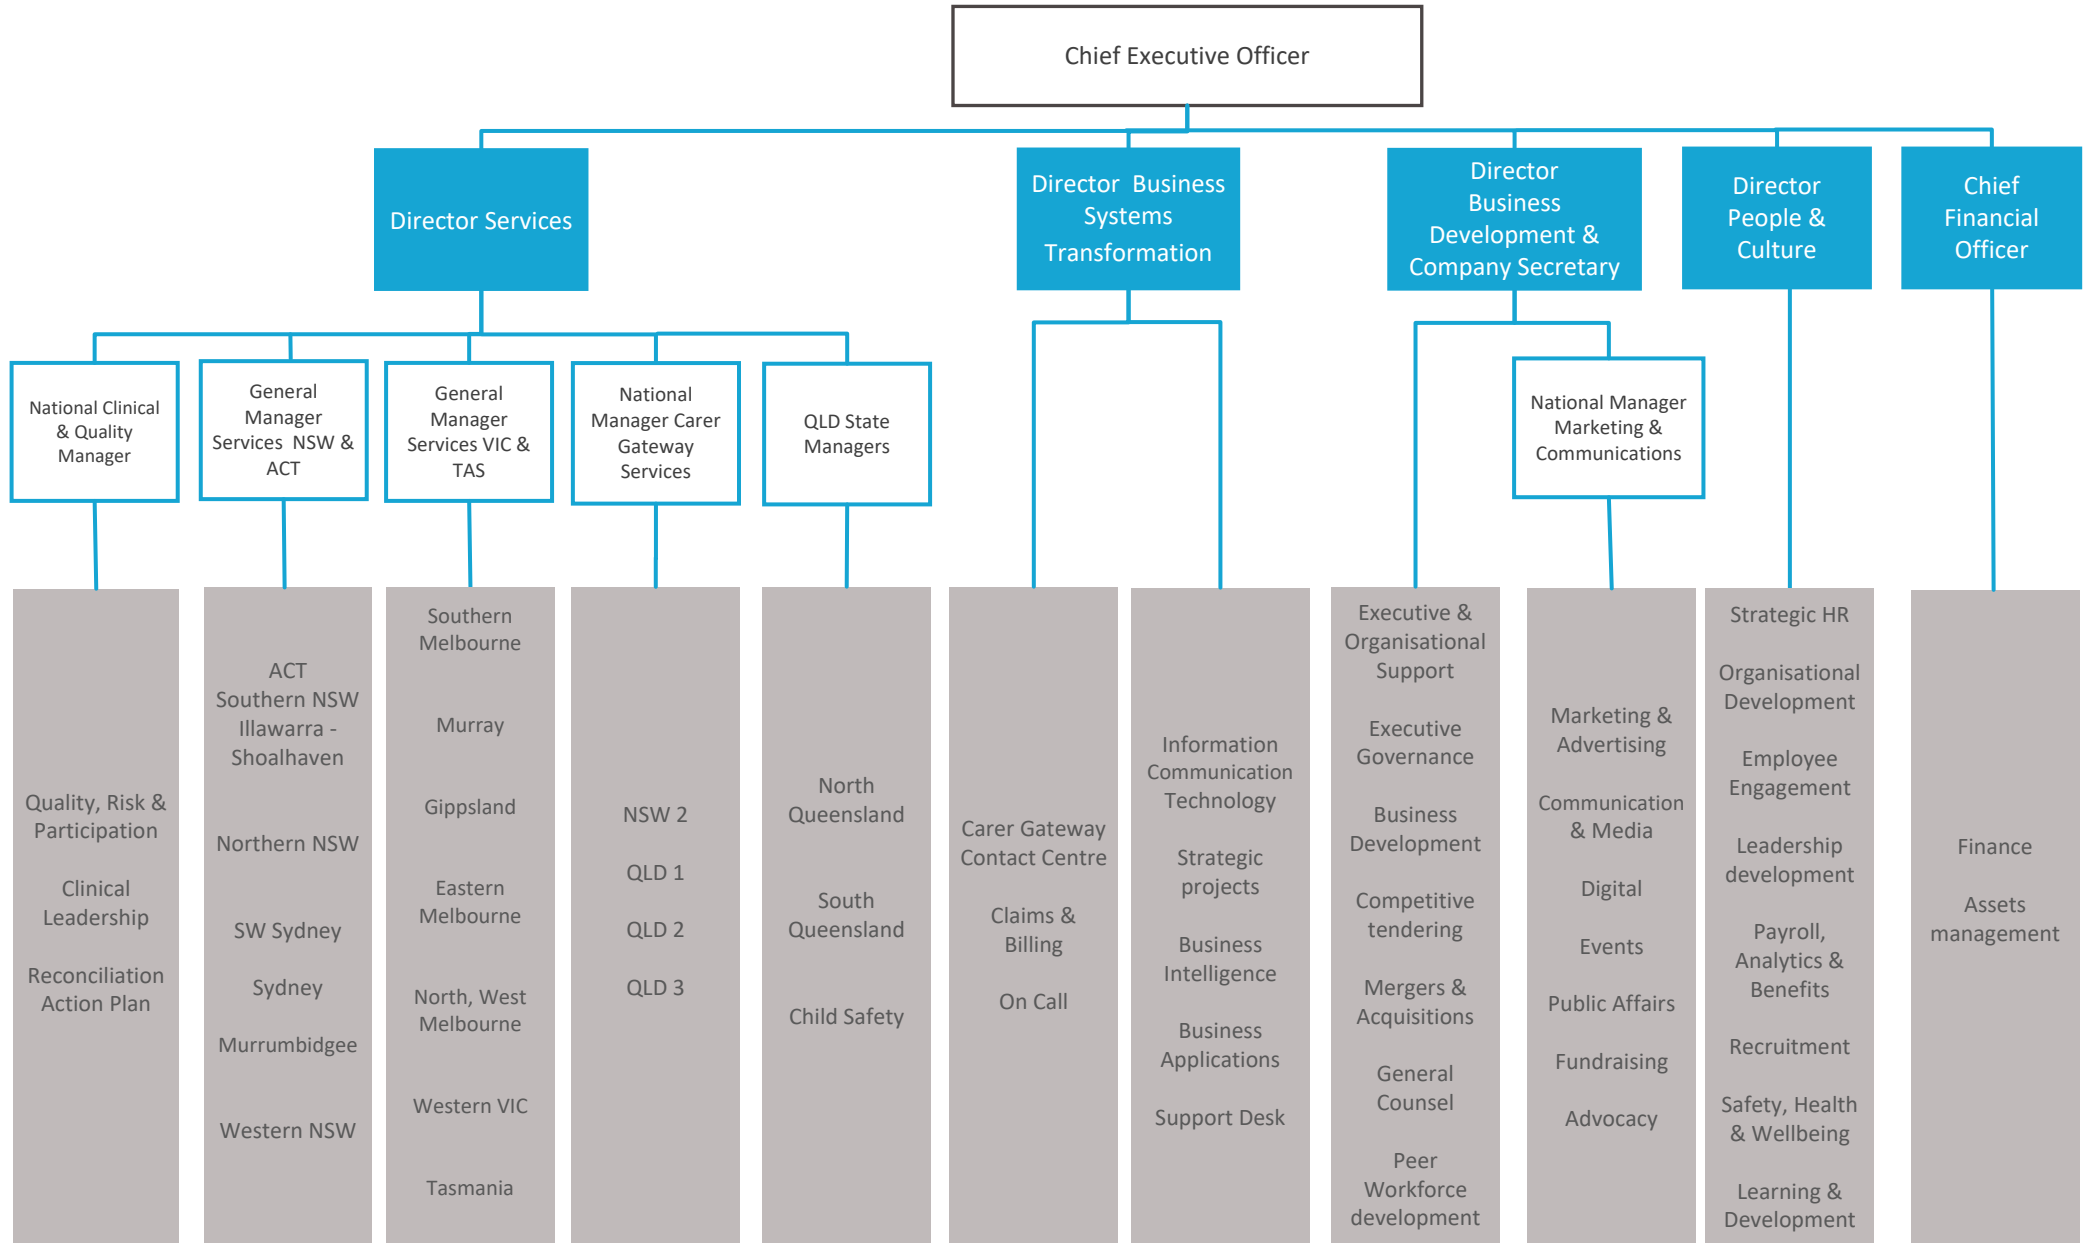 Chief Executive Officer
Director Services
Director Business
Systems
Transformation
Director
Business
Development &
Company Secretary
Director
People &
Culture
Chief
Financial
Officer
National Clinical
& Quality
Manager
General
Manager
Services NSW &
ACT
General
Manager
Services VIC &
TAS
National
Manager Carer
Gateway
Services
QLD State
Managers
National Manager
Marketing &
Communications
Quality, Risk &
Participation
Clinical
Leadership
Reconciliation
Action Plan
ACT
Southern NSW
Illawarra -
Shoalhaven
Northern NSW
SW Sydney
Sydney
Murrumbidgee
Western NSW
Southern
Melbourne
Murray
Gippsland
Eastern
Melbourne
North, West
Melbourne
Western VIC
Tasmania
NSW 2
QLD 1
QLD 2
QLD 3
North
Queensland
South
Queensland
Child Safety
Carer Gateway
Contact Centre
Claims &
Billing
On Call
Information
Communication
Technology
Strategic
projects
Business
Intelligence
Business
Applications
Support Desk
Executive &
Organisational
Support
Executive
Governance
Business
Development
Competitive
tendering
Mergers &
Acquisitions
General
Counsel
Peer
Workforce
development
Marketing &
Advertising
Communication
& Media
Digital
Events
Public Affairs
Fundraising
Advocacy
Strategic HR
Organisational
Development
Employee
Engagement
Leadership
development
Payroll,
Analytics &
Benefits
Recruitment
Safety, Health
& Wellbeing
Learning &
Development
Finance
Assets
management